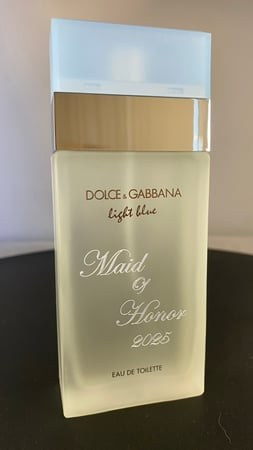 DOLCE & GABBANA
light blue
Maid
Of
Honor
2025
EAU DE TOILETTE